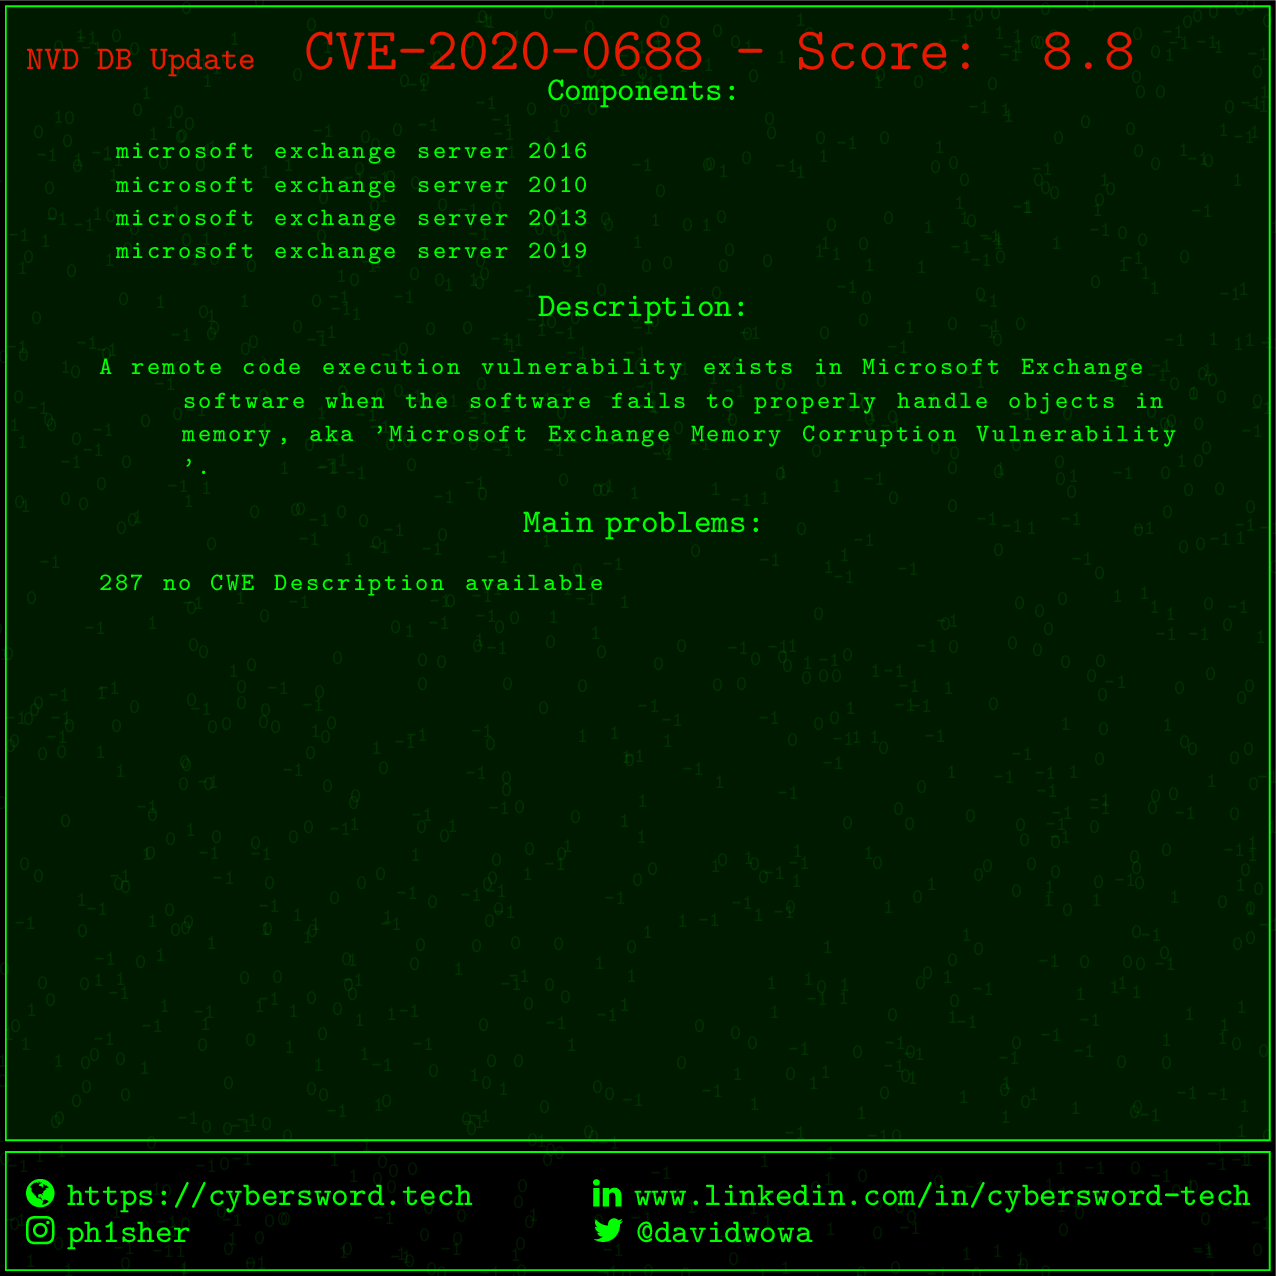 NVD DB Update CVE-2020-0688 - Score: 8.8
Components:
microsoft exchange server 2016
microsoft exchange server 2010
microsoft exchange server 2013
microsoft exchange server 2019
Description:
A remote code execution vulnerability exists in Microsoft Exchange
software when the software fails to properly handle objects in
memory, aka 'Microsoft Exchange Memory Corruption Vulnerability
'.
Main problems:
287 no CWE Description available
https://cybersword.tech
www.linkedin.com/in/cybersword-tech
ph1sher
@davidwowa